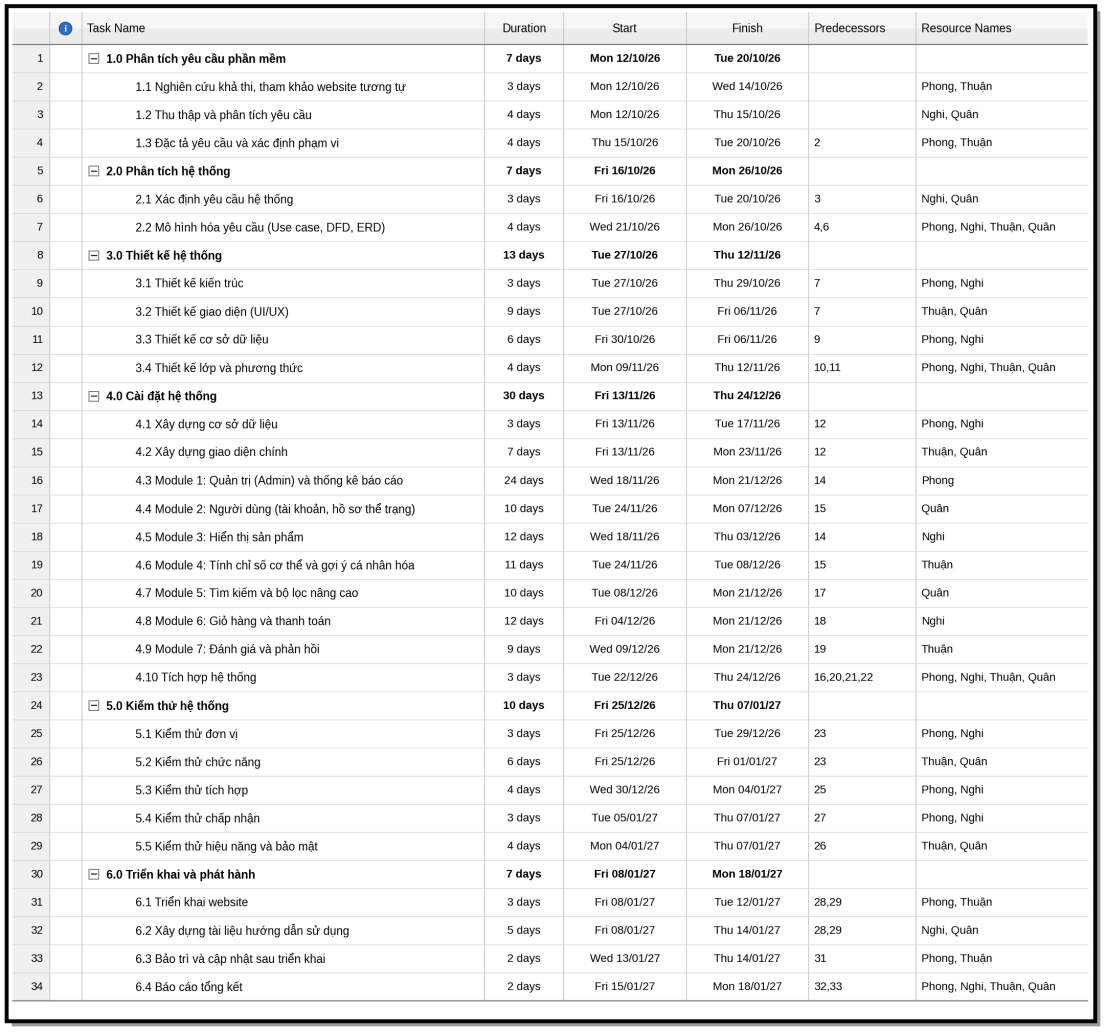 Task Name Duration Start Finish Predecessors Resource Names
1 1.0 Phân tích yêu cầu phần mềm 7 days Mon 12/10/26 Tue 20/10/26
2 1.1 Nghiên cứu khả thi, tham khảo website tương tự 3 days Mon 12/10/26 Wed 14/10/26 Phong, Thuận
3 1.2 Thu thập và phân tích yêu cầu 4 days Mon 12/10/26 Thu 15/10/26 Nghi, Quân
4 1.3 Đặc tả yêu cầu và xác định phạm vi 4 days Thu 15/10/26 Tue 20/10/26 2 Phong, Thuận
5 2.0 Phân tích hệ thống 7 days Fri 16/10/26 Mon 26/10/26
6 2.1 Xác định yêu cầu hệ thống 3 days Fri 16/10/26 Tue 20/10/26 3 Nghi, Quân
7 2.2 Mô hình hóa yêu cầu (Use case, DFD, ERD) 4 days Wed 21/10/26 Mon 26/10/26 4,6 Phong, Nghi, Thuận, Quân
8 3.0 Thiết kế hệ thống 13 days Tue 27/10/26 Thu 12/11/26
9 3.1 Thiết kế kiến trúc 3 days Tue 27/10/26 Thu 29/10/26 7 Phong, Nghi
10 3.2 Thiết kế giao diện (UI/UX) 9 days Tue 27/10/26 Fri 06/11/26 7 Thuận, Quân
11 3.3 Thiết kế cơ sở dữ liệu 6 days Fri 30/10/26 Fri 06/11/26 9 Phong, Nghi
12 3.4 Thiết kế lớp và phương thức 4 days Mon 09/11/26 Thu 12/11/26 10,11 Phong, Nghi, Thuận, Quân
13 4.0 Cài đặt hệ thống 30 days Fri 13/11/26 Thu 24/12/26
14 4.1 Xây dựng cơ sở dữ liệu 3 days Fri 13/11/26 Tue 17/11/26 12 Phong, Nghi
15 4.2 Xây dựng giao diện chính 7 days Fri 13/11/26 Mon 23/11/26 12 Thuận, Quân
16 4.3 Module 1: Quản trị (Admin) và thống kê báo cáo 24 days Wed 18/11/26 Mon 21/12/26 14 Phong
17 4.4 Module 2: Người dùng (tài khoản, hồ sơ thể trạng) 10 days Tue 24/11/26 Mon 07/12/26 15 Quân
18 4.5 Module 3: Hiển thị sản phẩm 12 days Wed 18/11/26 Thu 03/12/26 14 Nghi
19 4.6 Module 4: Tính chỉ số cơ thể và gợi ý cá nhân hóa 11 days Tue 24/11/26 Tue 08/12/26 15 Thuận
20 4.7 Module 5: Tìm kiếm và bộ lọc nâng cao 10 days Tue 08/12/26 Mon 21/12/26 17 Quân
21 4.8 Module 6: Giỏ hàng và thanh toán 12 days Fri 04/12/26 Mon 21/12/26 18 Nghi
22 4.9 Module 7: Đánh giá và phản hồi 9 days Wed 09/12/26 Mon 21/12/26 19 Thuận
23 4.10 Tích hợp hệ thống 3 days Tue 22/12/26 Thu 24/12/26 16,20,21,22 Phong, Nghi, Thuận, Quân
24 5.0 Kiểm thử hệ thống 10 days Fri 25/12/26 Thu 07/01/27
25 5.1 Kiểm thử đơn vị 3 days Fri 25/12/26 Tue 29/12/26 23 Phong, Nghi
26 5.2 Kiểm thử chức năng 6 days Fri 25/12/26 Fri 01/01/27 23 Thuận, Quân
27 5.3 Kiểm thử tích hợp 4 days Wed 30/12/26 Mon 04/01/27 25 Phong, Nghi
28 5.4 Kiểm thử chấp nhận 3 days Tue 05/01/27 Thu 07/01/27 27 Phong, Nghi
29 5.5 Kiểm thử hiệu năng và bảo mật 4 days Mon 04/01/27 Thu 07/01/27 26 Thuận, Quân
30 6.0 Triển khai và phát hành 7 days Fri 08/01/27 Mon 18/01/27
31 6.1 Triển khai website 3 days Fri 08/01/27 Tue 12/01/27 28,29 Phong, Thuận
32 6.2 Xây dựng tài liệu hướng dẫn sử dụng 5 days Fri 08/01/27 Thu 14/01/27 28,29 Nghi, Quân
33 6.3 Bảo trì và cập nhật sau triển khai 2 days Wed 13/01/27 Thu 14/01/27 31 Phong, Thuận
34 6.4 Báo cáo tổng kết 2 days Fri 15/01/27 Mon 18/01/27 32,33 Phong, Nghi, Thuận, Quân